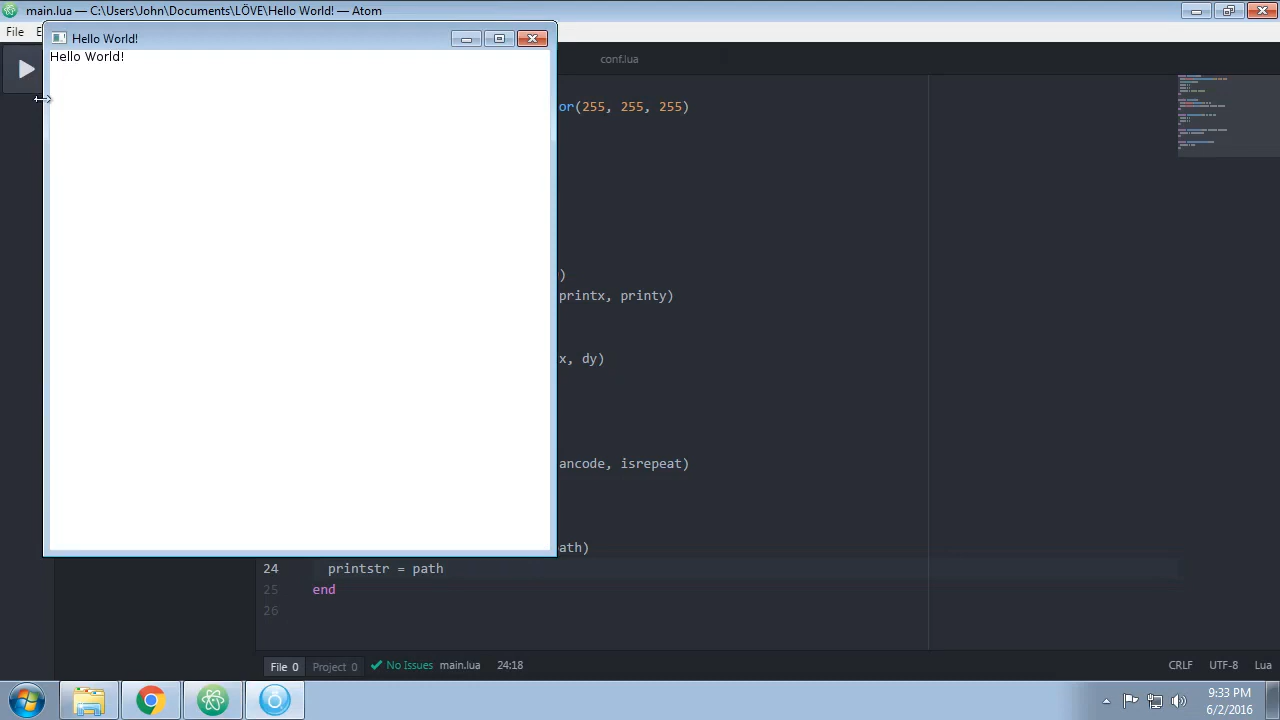 main.lua — C:\Users\John\Documents\LÖVE\Hello World! — Atom
File
Hello World!
Hello World!
conf.lua
or(255, 255, 255)
)
printx, printy)
x, dy)
ancode, isrepeat)
ath)
24 printstr = path
25 end
26
File 0 Project 0 No Issues main.lua 24:18 CRLF UTF-8 Lua
9:33 PM
6/2/2016